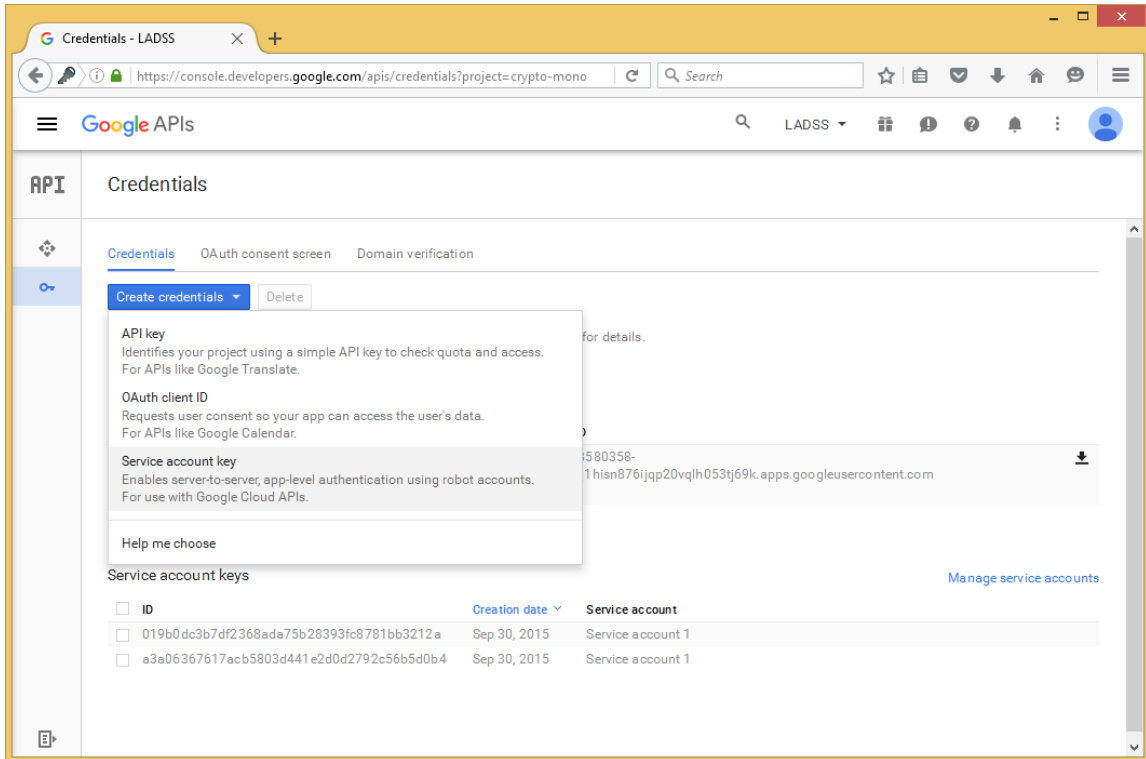 Credentials - LADSS
https://console.developers.google.com/apis/credentials?project=crypto-mono
Search
Google APIs
LADSS
API
Credentials
Credentials
OAuth consent screen
Domain verification
Create credentials
Delete
API key
Identifies your project using a simple API key to check quota and access.
for details.
For APIs like Google Translate.
OAuth client ID
Requests user consent so your app can access the user's data.
For APIs like Google Calendar.
Service account key
3580358-
Enables server-to-server, app-level authentication using robot accounts.
1hisn876ijqp20vqlh053tj69k.apps.googleusercontent.com
For use with Google Cloud APIs.
Help me choose
Service account keys
Manage service accounts
ID
Creation date
Service account
019b0dc3b7df2368ada75b28393fc8781bb3212a
Sep 30, 2015
Service account 1
a3a06367617acb5803d441e2d0d2792c56b5d0b4
Sep 30, 2015
Service account 1